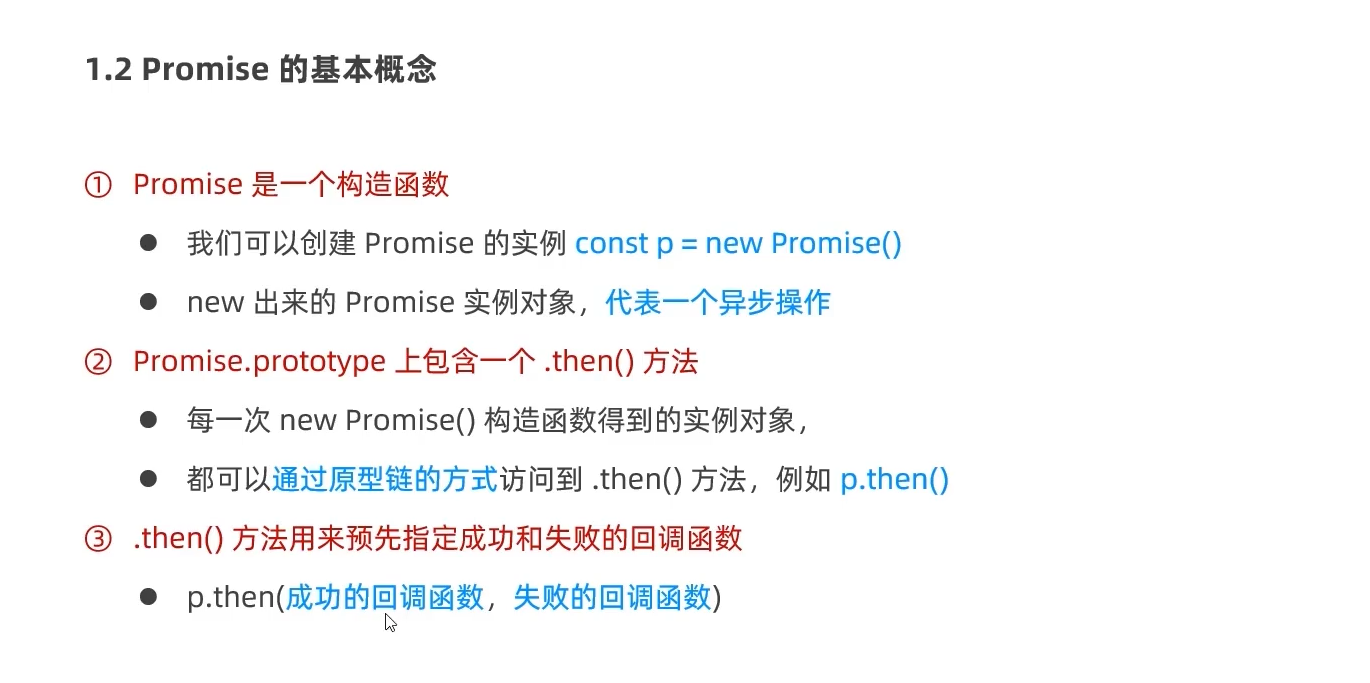 1.2 Promise 的基本概念
① Promise 是一个构造函数
● 我们可以创建 Promise 的实例 const p = new Promise()
● new 出来的 Promise 实例对象，代表一个异步操作
② Promise.prototype 上包含一个 .then() 方法
● 每一次 new Promise() 构造函数得到的实例对象，
● 都可以通过原型链的方式访问到 .then() 方法，例如 p.then()
③ .then() 方法用来预先指定成功和失败的回调函数
● p.then(成功的回调函数，失败的回调函数)